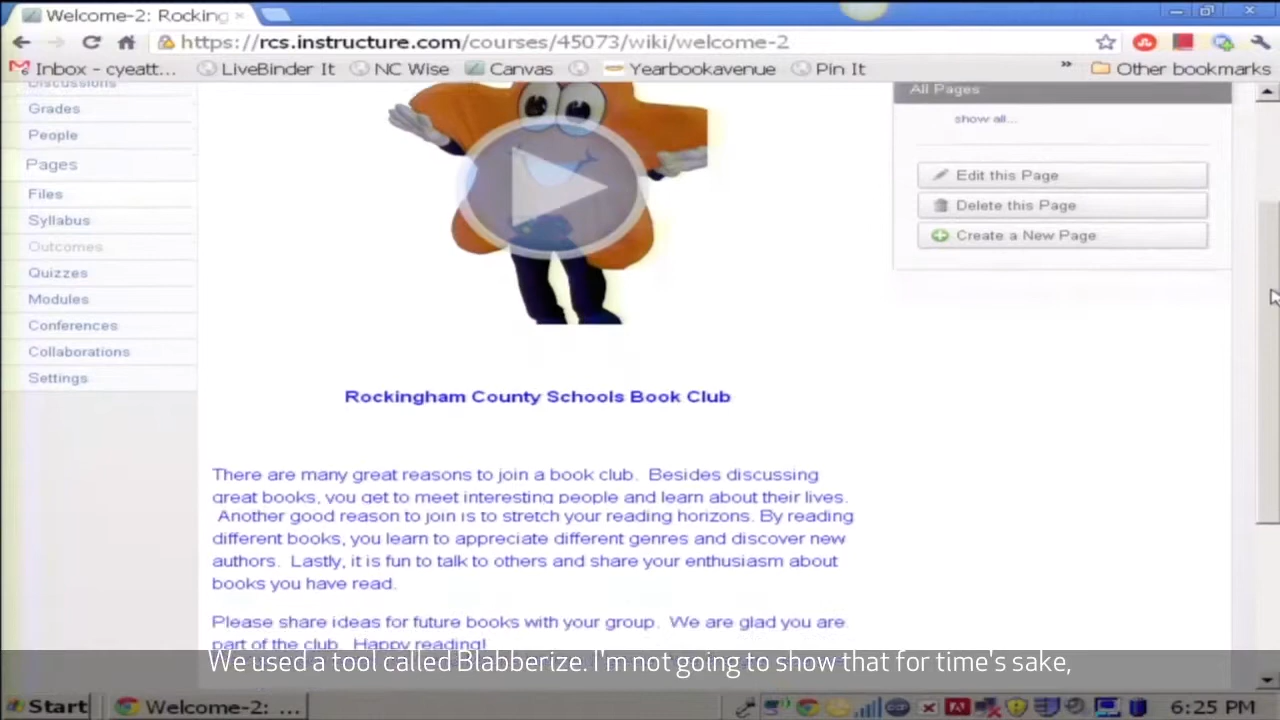 Welcome-2: Rocking
https://rcs.instructure.com/courses/45073/wiki/welcome-2
Inbox - cyeatt... LiveBinder It NC Wise Canvas Yearbookavenue Pin It » Other bookmarks
Discussions
Grades
People
Pages
Files
Syllabus
Outcomes
Quizzes
Modules
Conferences
Collaborations
Settings
All Pages
show all...
Edit this Page
Delete this Page
Create a New Page
Rockingham County Schools Book Club
There are many great reasons to join a book club. Besides discussing
great books, you get to meet interesting people and learn about their lives.
Another good reason to join is to stretch your reading horizons. By reading
different books, you learn to appreciate different genres and discover new
authors. Lastly, it is fun to talk to others and share your enthusiasm about
books you have read.
Please share ideas for future books with your group. We are glad you are
part of the club. Happy reading!
We used a tool called Blabberize. I'm not going to show that for time's sake,
Start Welcome-2: ... 6:25 PM